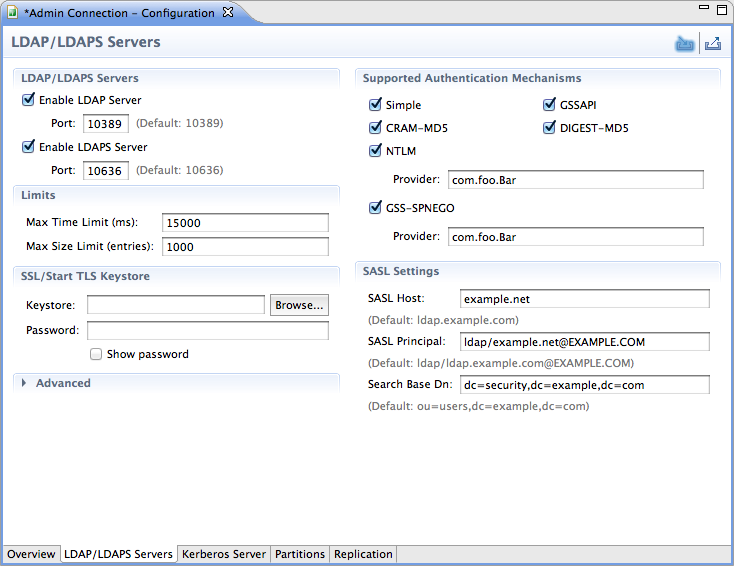 *Admin Connection - Configuration
LDAP/LDAPS Servers
LDAP/LDAPS Servers
Enable LDAP Server
Port: 10389 (Default: 10389)
Enable LDAPS Server
Port: 10636 (Default: 10636)
Limits
Max Time Limit (ms): 15000
Max Size Limit (entries): 1000
SSL/Start TLS Keystore
Keystore: Browse...
Password:
Show password
Advanced
Supported Authentication Mechanisms
Simple GSSAPI
CRAM-MD5 DIGEST-MD5
NTLM
Provider: com.foo.Bar
GSS-SPNEGO
Provider: com.foo.Bar
SASL Settings
SASL Host: example.net
(Default: ldap.example.com)
SASL Principal: ldap/example.net@EXAMPLE.COM
(Default: ldap/ldap.example.com@EXAMPLE.COM)
Search Base Dn: dc=security,dc=example,dc=com
(Default: ou=users,dc=example,dc=com)
Overview LDAP/LDAPS Servers Kerberos Server Partitions Replication